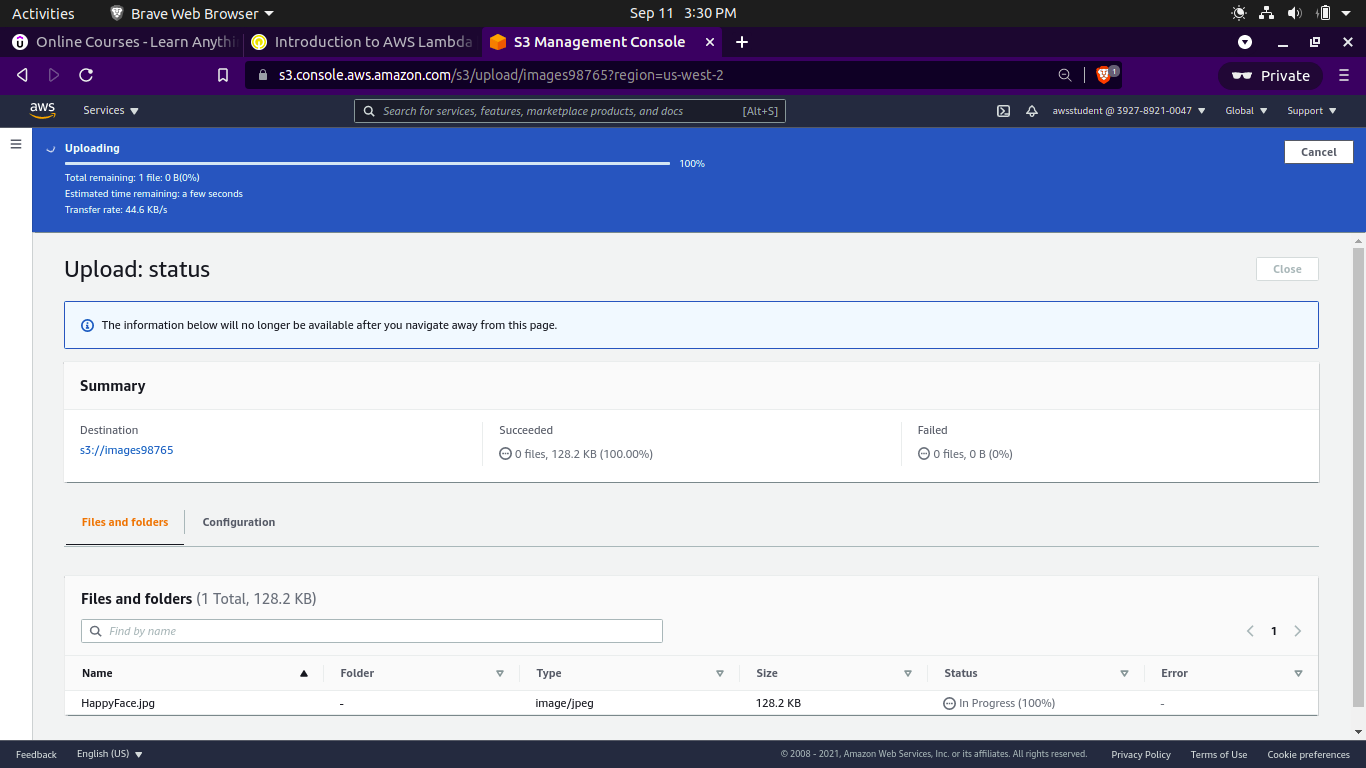 Activities Brave Web Browser Sep 11 3:30 PM
Online Courses - Learn Anythi Introduction to AWS Lambda S3 Management Console
s3.console.aws.amazon.com/s3/upload/images98765?region=us-west-2 1 Private
aws Services Search for services, features, marketplace products, and docs [Alt+S] awsstudent @ 3927-8921-0047 Global Support
Uploading Cancel
100%
Total remaining: 1 file: 0 B(0%)
Estimated time remaining: a few seconds
Transfer rate: 44.6 KB/s
Upload: status Close
The information below will no longer be available after you navigate away from this page.
Summary
Destination Succeeded Failed
s3://images98765 0 files, 128.2 KB (100.00%) 0 files, 0 B (0%)
Files and folders Configuration
Files and folders (1 Total, 128.2 KB)
Find by name 1
Name Folder Type Size Status Error
HappyFace.jpg - image/jpeg 128.2 KB In Progress (100%) -
Feedback English (US) © 2008 - 2021, Amazon Web Services, Inc. or its affiliates. All rights reserved. Privacy Policy Terms of Use Cookie preferences